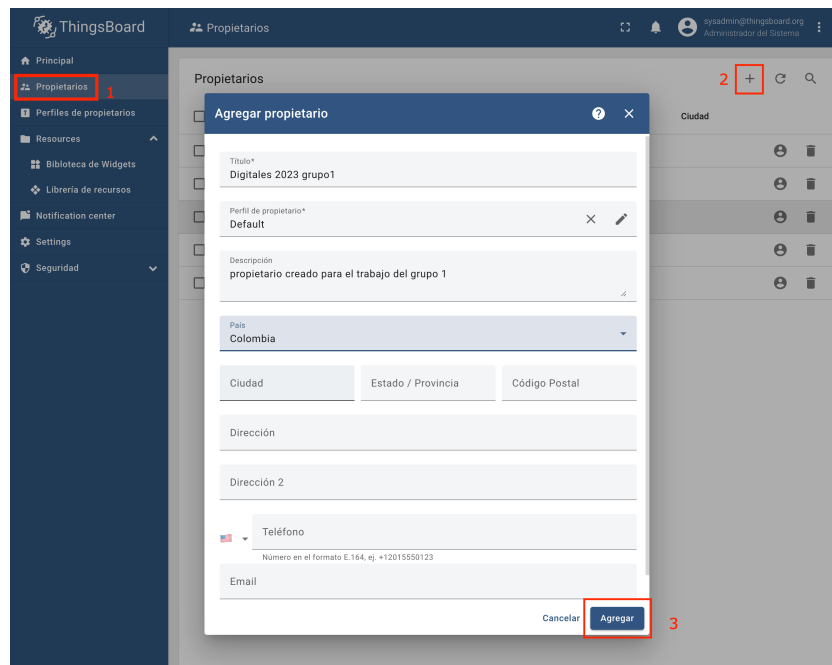 ThingsBoard
Propietarios
sysadmin@thingsboard.org
Administrador del Sistema
Principal
Propietarios
1
Perfiles de propietarios
Resources
Bibloteca de Widgets
Librería de recursos
Notification center
Settings
Seguridad
Propietarios
2
Ciudad
Agregar propietario
Título*
Digitales 2023 grupo1
Perfil de propietario*
Default
Descripción
propietario creado para el trabajo del grupo 1
País
Colombia
Ciudad
Estado / Provincia
Código Postal
Dirección
Dirección 2
Teléfono
Número en el formato E.164, ej. +12015550123
Email
Cancelar
Agregar
3